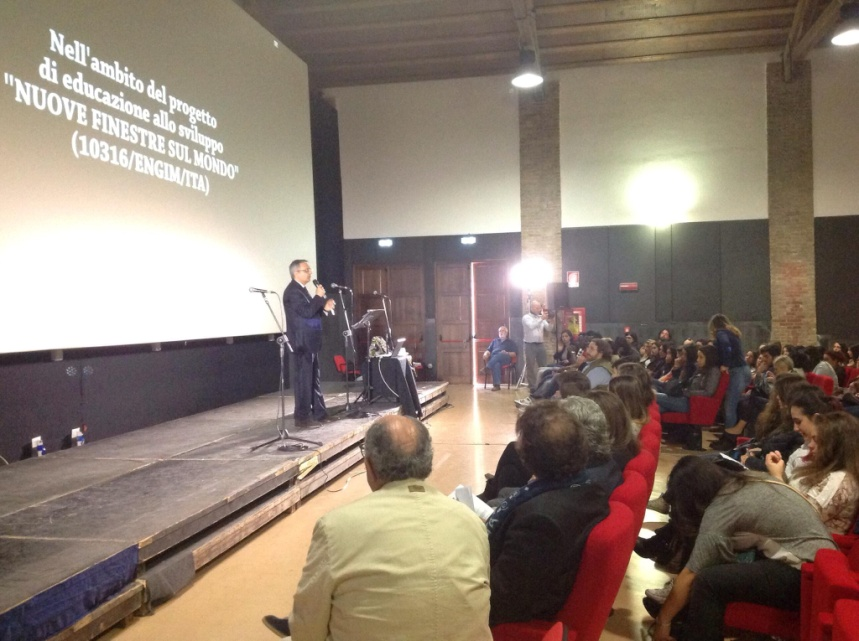 Nell'ambito del progetto
di educazione allo sviluppo
"NUOVE FINESTRE SUL MONDO"
(10316/ENGIM/ITA)